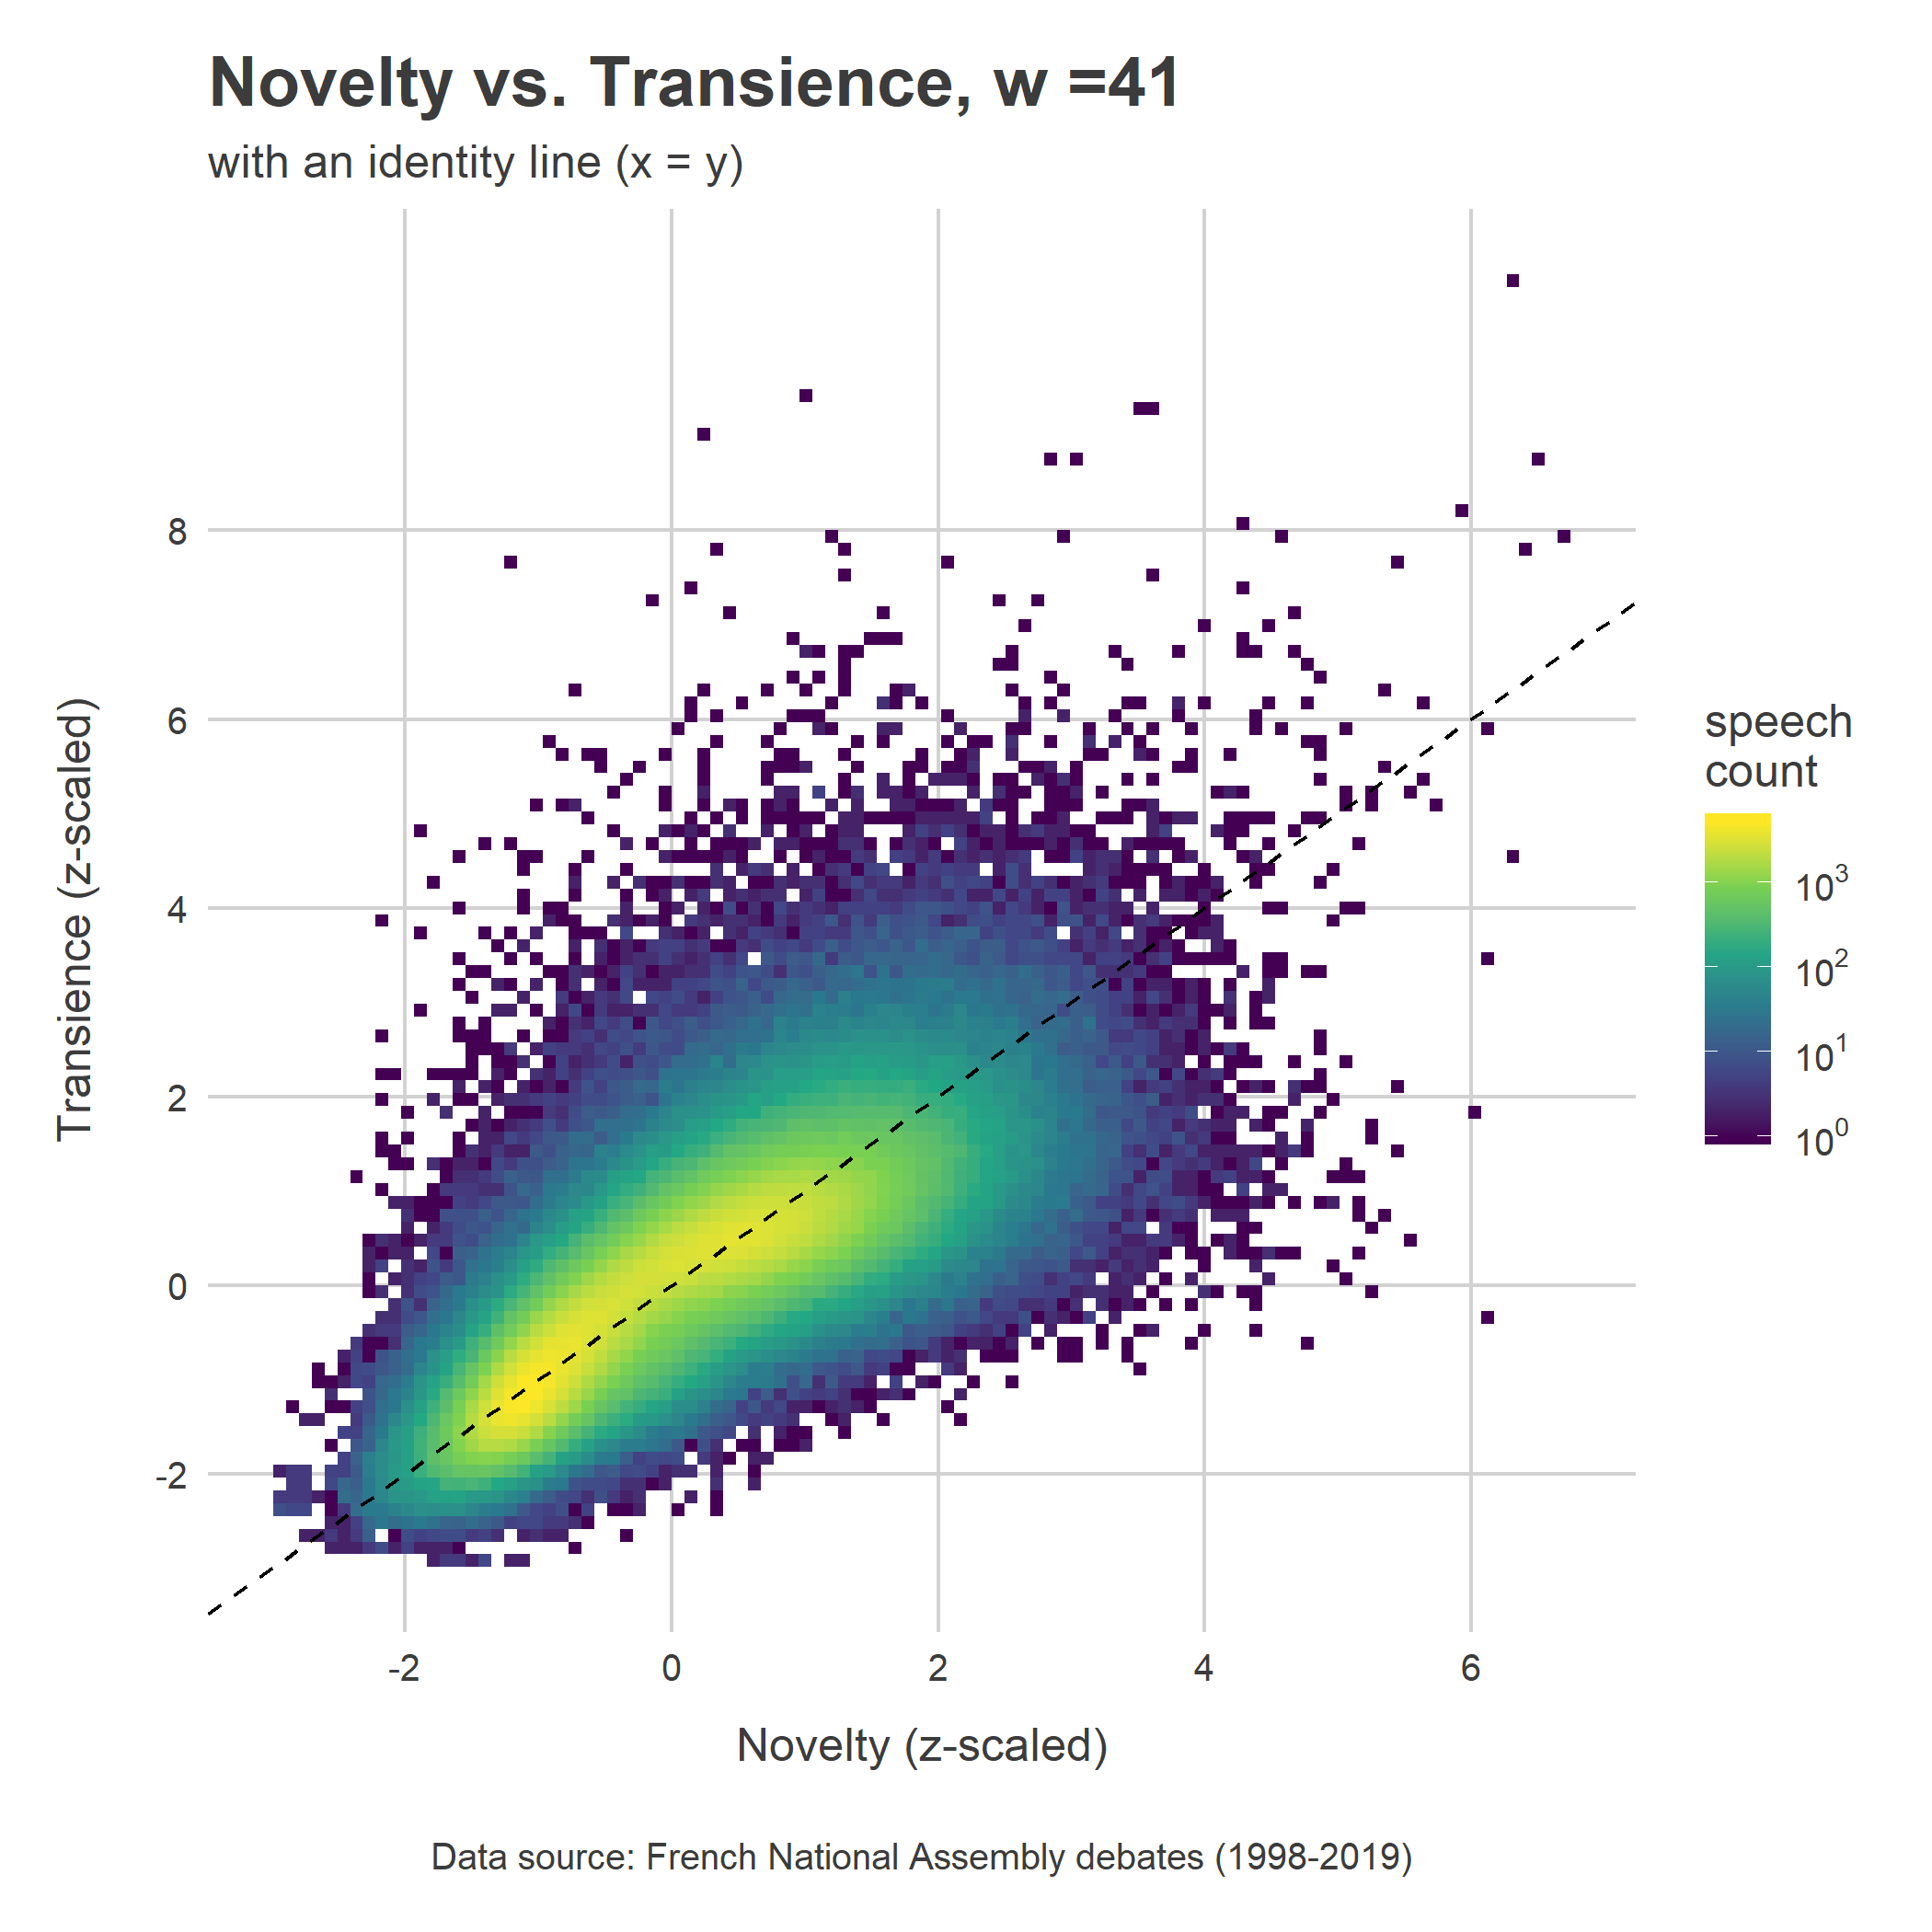 Novelty vs. Transience, w =41
with an identity line (x = y)
8
6
4
2
0
-2
Transience (z-scaled)
-2 0 2 4 6
Novelty (z-scaled)
speech
count
10³
10²
10¹
10⁰
Data source: French National Assembly debates (1998-2019)